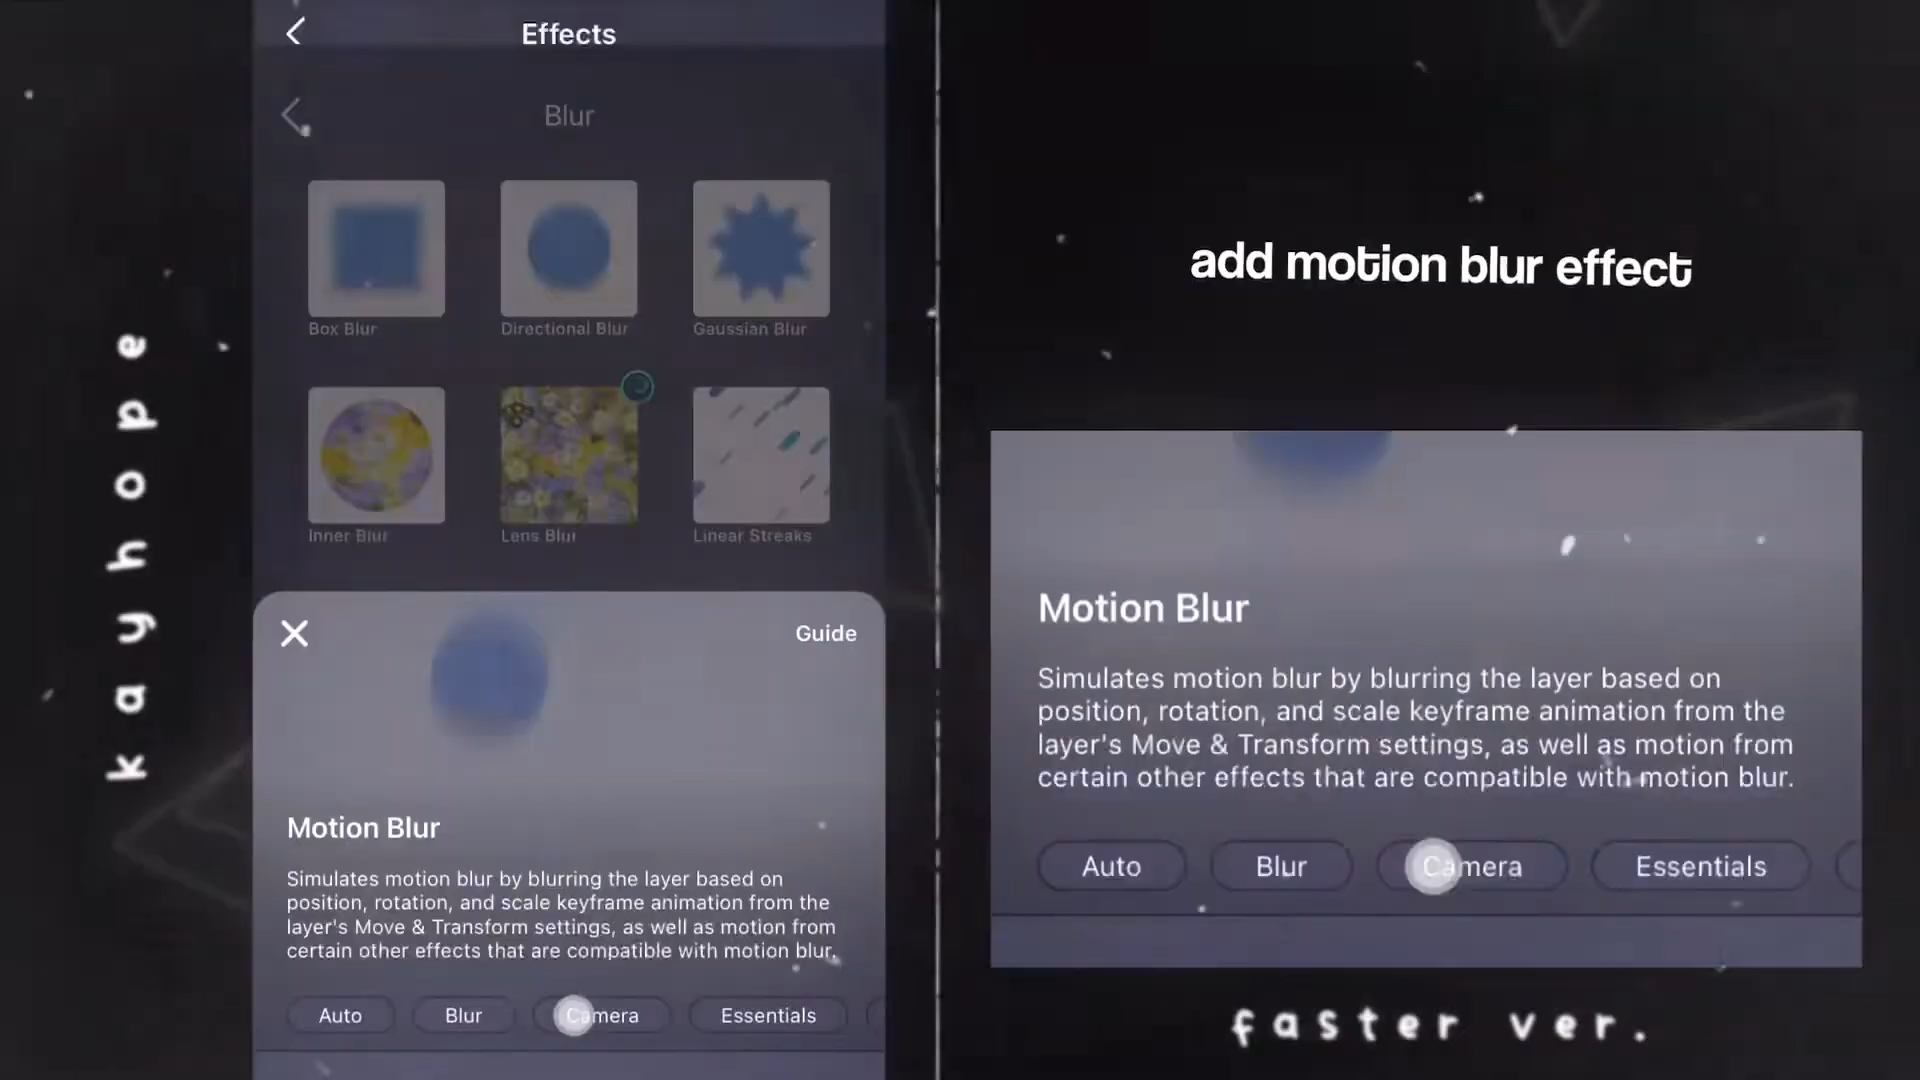 kayhope
Effects
Blur
Box Blur
Directional Blur
Gaussian Blur
Inner Blur
Lens Blur
Linear Streaks
Guide
Motion Blur
Simulates motion blur by blurring the layer based on
position, rotation, and scale keyframe animation from the
layer's Move & Transform settings, as well as motion from
certain other effects that are compatible with motion blur.
Auto
Blur
Camera
Essentials
add motion blur effect
Motion Blur
Simulates motion blur by blurring the layer based on
position, rotation, and scale keyframe animation from the
layer's Move & Transform settings, as well as motion from
certain other effects that are compatible with motion blur.
Auto
Blur
Camera
Essentials
faster ver.